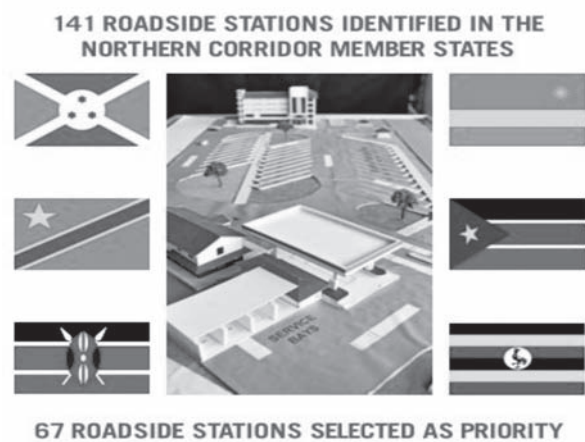 141 ROADSIDE STATIONS IDENTIFIED IN THE
NORTHERN CORRIDOR MEMBER STATES
SERVICE
BAYS
67 ROADSIDE STATIONS SELECTED AS PRIORITY